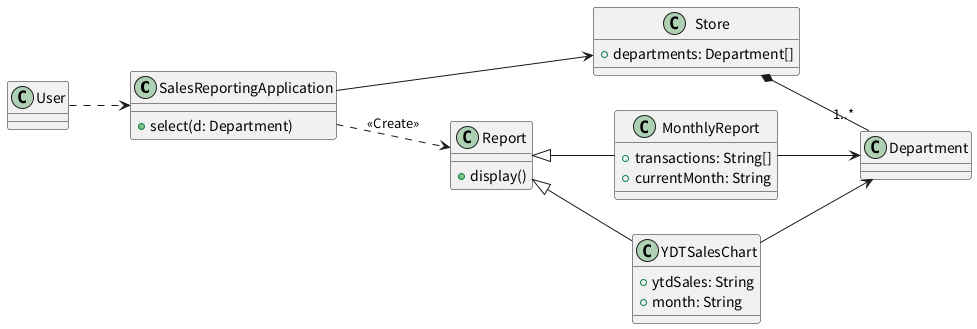 C User
C SalesReportingApplication
select(d: Department)
C Store
departments: Department[]
«Create»
C Report
display()
C MonthlyReport
transactions: String[]
currentMonth: String
C YDTSalesChart
ytdSales: String
month: String
1..*
C Department